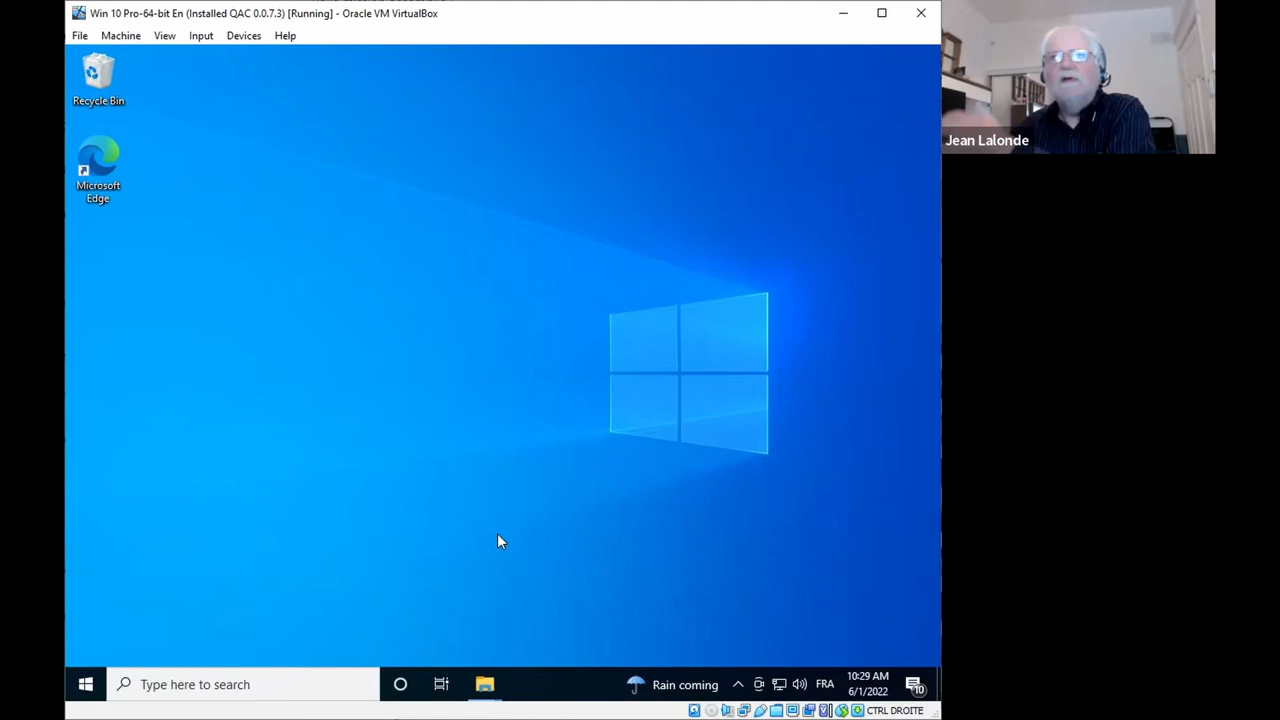 Win 10 Pro-64-bit En (Installed QAC 0.0.7.3) [Running] - Oracle VM VirtualBox
File Machine View Input Devices Help
Recycle Bin
Microsoft
Edge
Jean Lalonde
Type here to search
Rain coming
FRA
10:29 AM
6/1/2022
10
CTRL DROITE